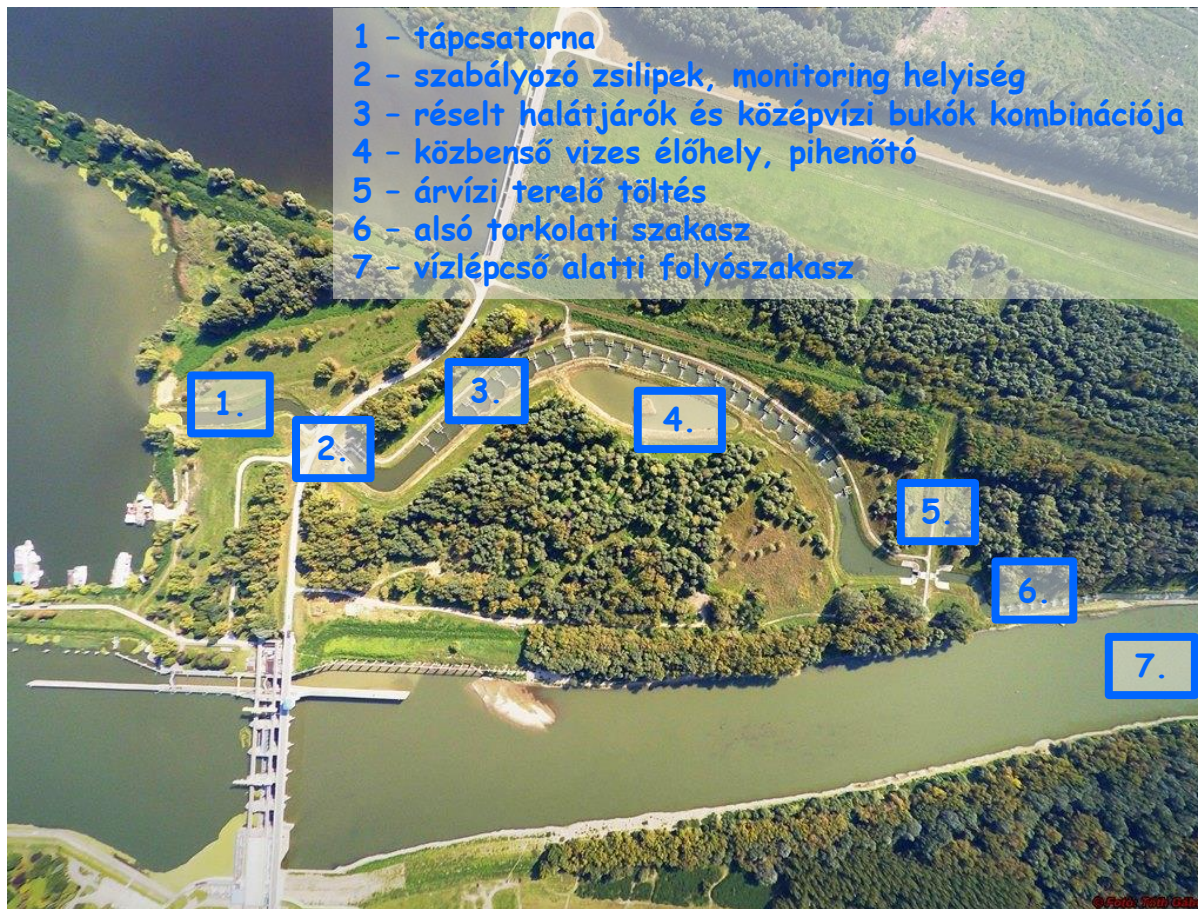 1 - tápcsatorna
2 - szabályozó zsilipek, monitoring helyiség
3 - réselt halátjárók és középvízi bukók kombinációja
4 - közbenső vizes élőhely, pihenőtó
5 - árvízi terelő töltés
6 - alsó torkolati szakasz
7 - vízlépcső alatti folyószakasz
1.
3.
4.
2.
5.
6.
7.
© Fotó: Tóth